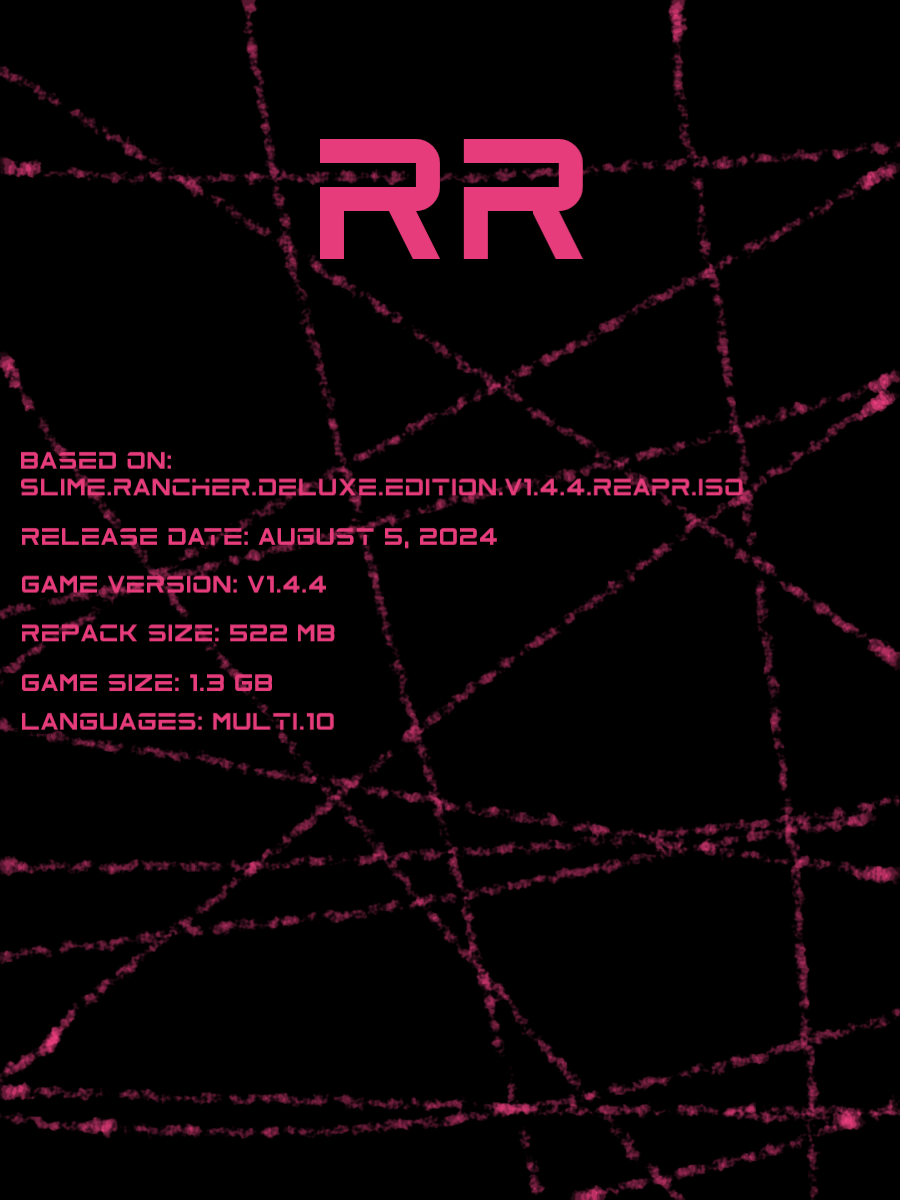 RR
BASED ON:
SLIME.RANCHER.DELUXE.EDITION.V1.4.4.REAPR.ISO
RELEASE DATE: AUGUST 5, 2024
GAME VERSION: V1.4.4
REPACK SIZE: 522 MB
GAME SIZE: 1.3 GB
LANGUAGES: MULTI.10